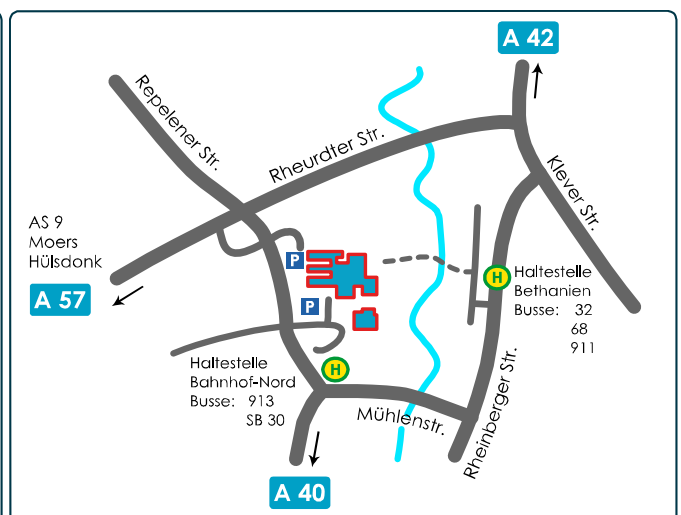 A 42
Repelener Str.
Rheurdter Str.
Klever Str.
AS 9
Moers
Hülsdonk
A 57
P
P
H
Haltestelle
Bethanien
Busse: 32
68
911
Haltestelle
Bahnhof-Nord
Busse: 913
SB 30
H
Mühlenstr.
Rheinberger Str.
A 40